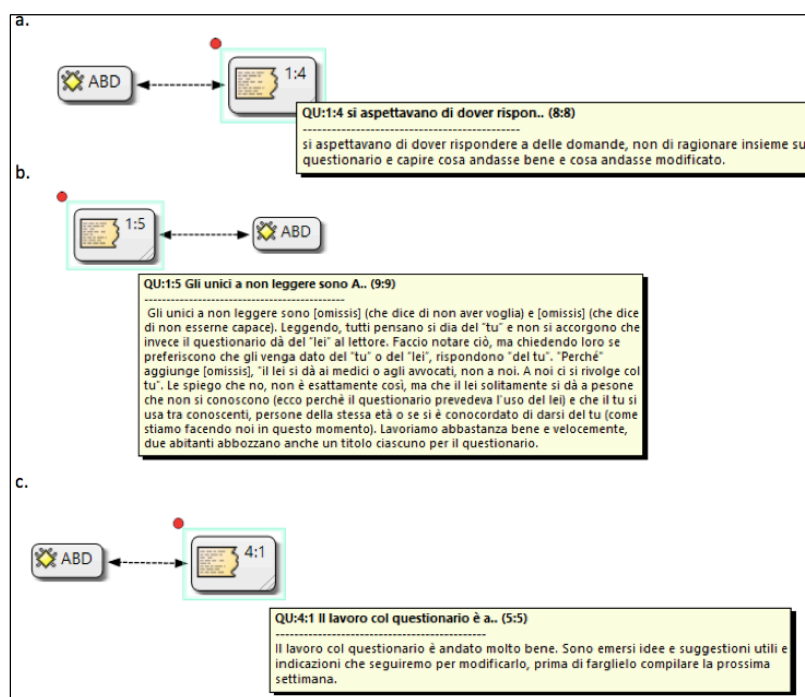 a.
ABD
1:4
QU:1:4 si aspettavano di dover rispon.. (8:8)
----------------------------------------------
si aspettavano di dover rispondere a delle domande, non di ragionare insieme su
questionario e capire cosa andasse bene e cosa andasse modificato.
b.
1:5
ABD
QU:1:5 Gli unici a non leggere sono A.. (9:9)
----------------------------------------------
Gli unici a non leggere sono [omissis] (che dice di non aver voglia) e [omissis] (che dice
di non esserne capace). Leggendo, tutti pensano si dia del "tu" e non si accorgono che
invece il questionario dà del "lei" al lettore. Faccio notare ciò, ma chiedendo loro se
preferiscono che gli venga dato del "tu" o del "lei", rispondono "del tu". "Perché"
aggiunge [omissis], "il lei si dà ai medici o agli avvocati, non a noi. A noi ci si rivolge col
tu". Le spiego che no, non è esattamente così, ma che il lei solitamente si dà a pesone
che non si conoscono (ecco perchè il questionario prevedeva l'uso del lei) e che il tu si
usa tra conoscenti, persone della stessa età o se si è conocordato di darsi del tu (come
stiamo facendo noi in questo momento). Lavoriamo abbastanza bene e velocemente,
due abitanti abbozzano anche un titolo ciascuno per il questionario.
c.
ABD
4:1
QU:4:1 Il lavoro col questionario è a.. (5:5)
----------------------------------------------
Il lavoro col questionario è andato molto bene. Sono emersi idee e suggestioni utili e
indicazioni che seguiremo per modificarlo, prima di farglielo compilare la prossima
settimana.